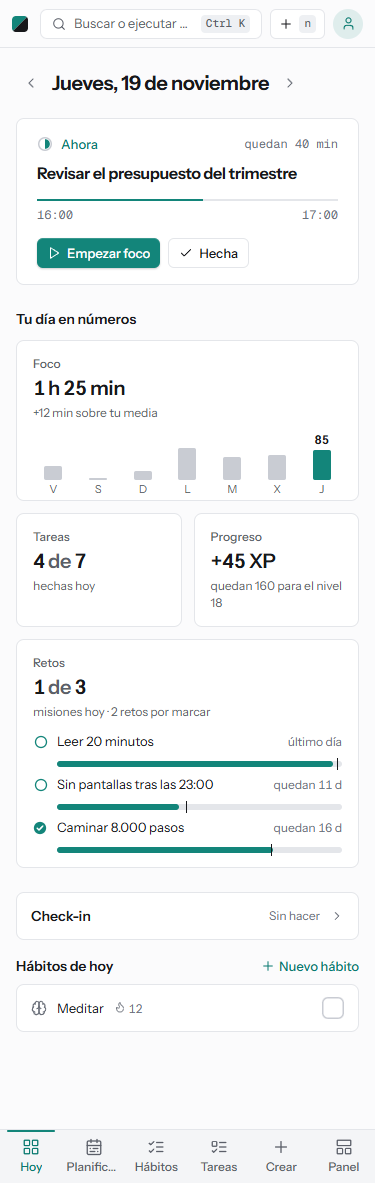 Buscar o ejecutar ... Ctrl K
n
Jueves, 19 de noviembre
Ahora
quedan 40 min
Revisar el presupuesto del trimestre
16:00
17:00
Empezar foco
Hecha
Tu día en números
Foco
1 h 25 min
+12 min sobre tu media
85
V S D L M X J
Tareas
4 de 7
hechas hoy
Progreso
+45 XP
quedan 160 para el nivel
18
Retos
1 de 3
misiones hoy · 2 retos por marcar
Leer 20 minutos
último día
Sin pantallas tras las 23:00
quedan 11 d
Caminar 8.000 pasos
quedan 16 d
Check-in
Sin hacer
Hábitos de hoy
+ Nuevo hábito
Meditar 12
Hoy
Planific...
Hábitos
Tareas
Crear
Panel